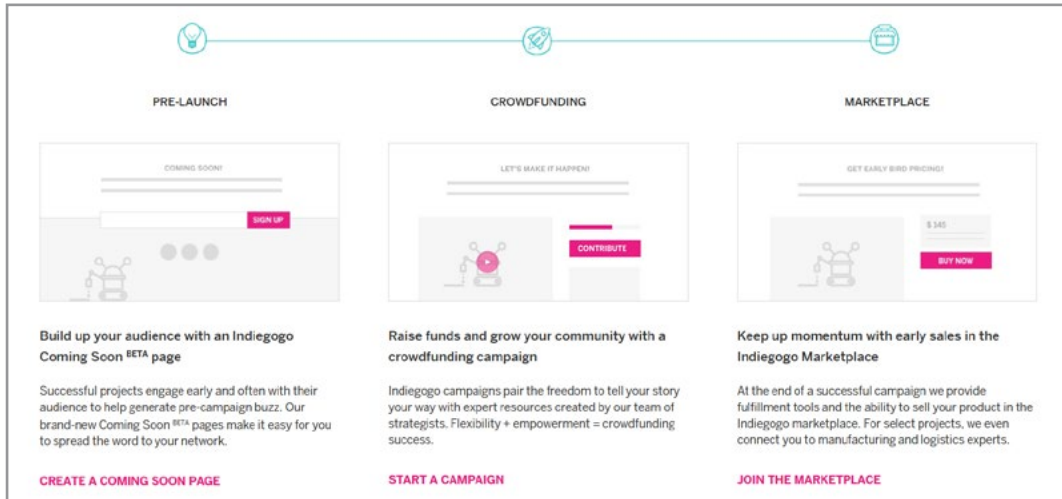 PRE-LAUNCH
COMING SOON!
SIGN UP
Build up your audience with an Indiegogo
Coming Soon BETA page
Successful projects engage early and often with their
audience to help generate pre-campaign buzz. Our
brand-new Coming Soon BETA pages make it easy for you
to spread the word to your network.
CREATE A COMING SOON PAGE
CROWDFUNDING
LET'S MAKE IT HAPPEN!
CONTRIBUTE
Raise funds and grow your community with a
crowdfunding campaign
Indiegogo campaigns pair the freedom to tell your story
your way with expert resources created by our team of
strategists. Flexibility + empowerment = crowdfunding
success.
START A CAMPAIGN
MARKETPLACE
GET EARLY BIRD PRICING!
$ 145
BUY NOW
Keep up momentum with early sales in the
Indiegogo Marketplace
At the end of a successful campaign we provide
fulfillment tools and the ability to sell your product in the
Indiegogo marketplace. For select projects, we even
connect you to manufacturing and logistics experts.
JOIN THE MARKETPLACE